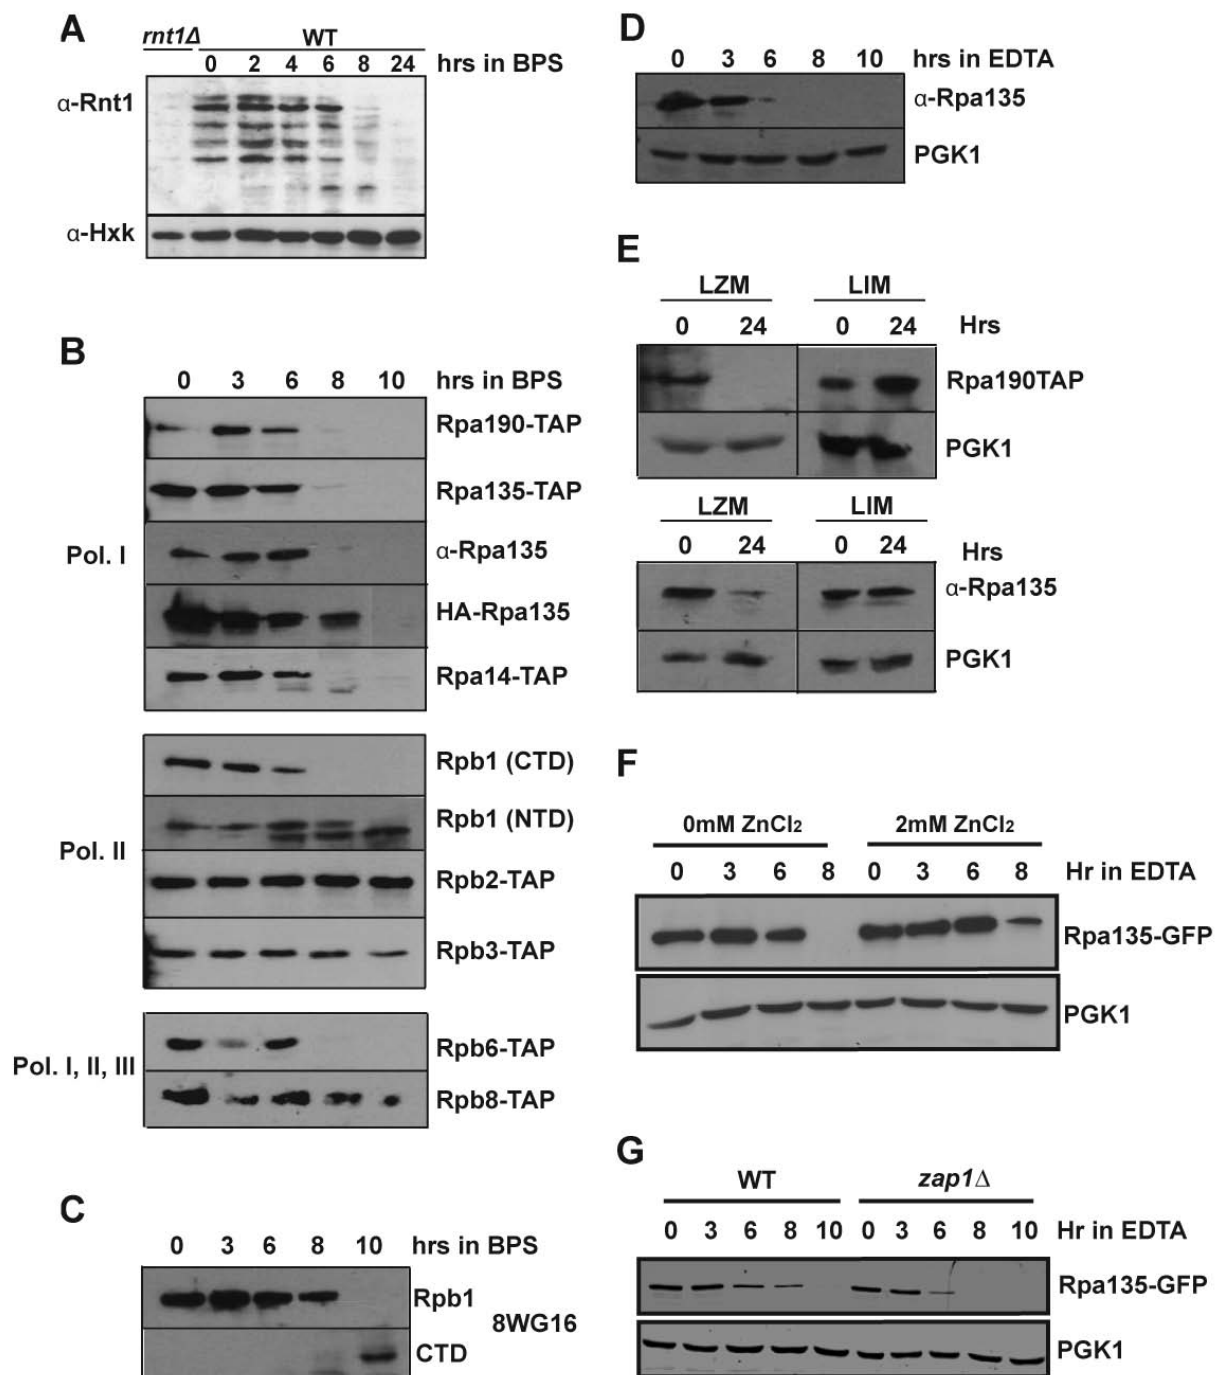 A
rnt1Δ WT
0 2 4 6 8 24 hrs in BPS
α-Rnt1
α-Hxk
B
0 3 6 8 10 hrs in BPS
Rpa190-TAP
Rpa135-TAP
Pol. I
α-Rpa135
HA-Rpa135
Rpa14-TAP
Rpb1 (CTD)
Rpb1 (NTD)
Pol. II
Rpb2-TAP
Rpb3-TAP
Pol. I, II, III
Rpb6-TAP
Rpb8-TAP
C
0 3 6 8 10 hrs in BPS
Rpb1
8WG16
CTD
D
0 3 6 8 10 hrs in EDTA
α-Rpa135
PGK1
E
LZM LIM
0 24 0 24 Hrs
Rpa190TAP
PGK1
LZM LIM
0 24 0 24 Hrs
α-Rpa135
PGK1
F
0mM ZnCl₂ 2mM ZnCl₂
0 3 6 8 0 3 6 8 Hr in EDTA
Rpa135-GFP
PGK1
G
WT zap1Δ
0 3 6 8 10 0 3 6 8 10 Hr in EDTA
Rpa135-GFP
PGK1